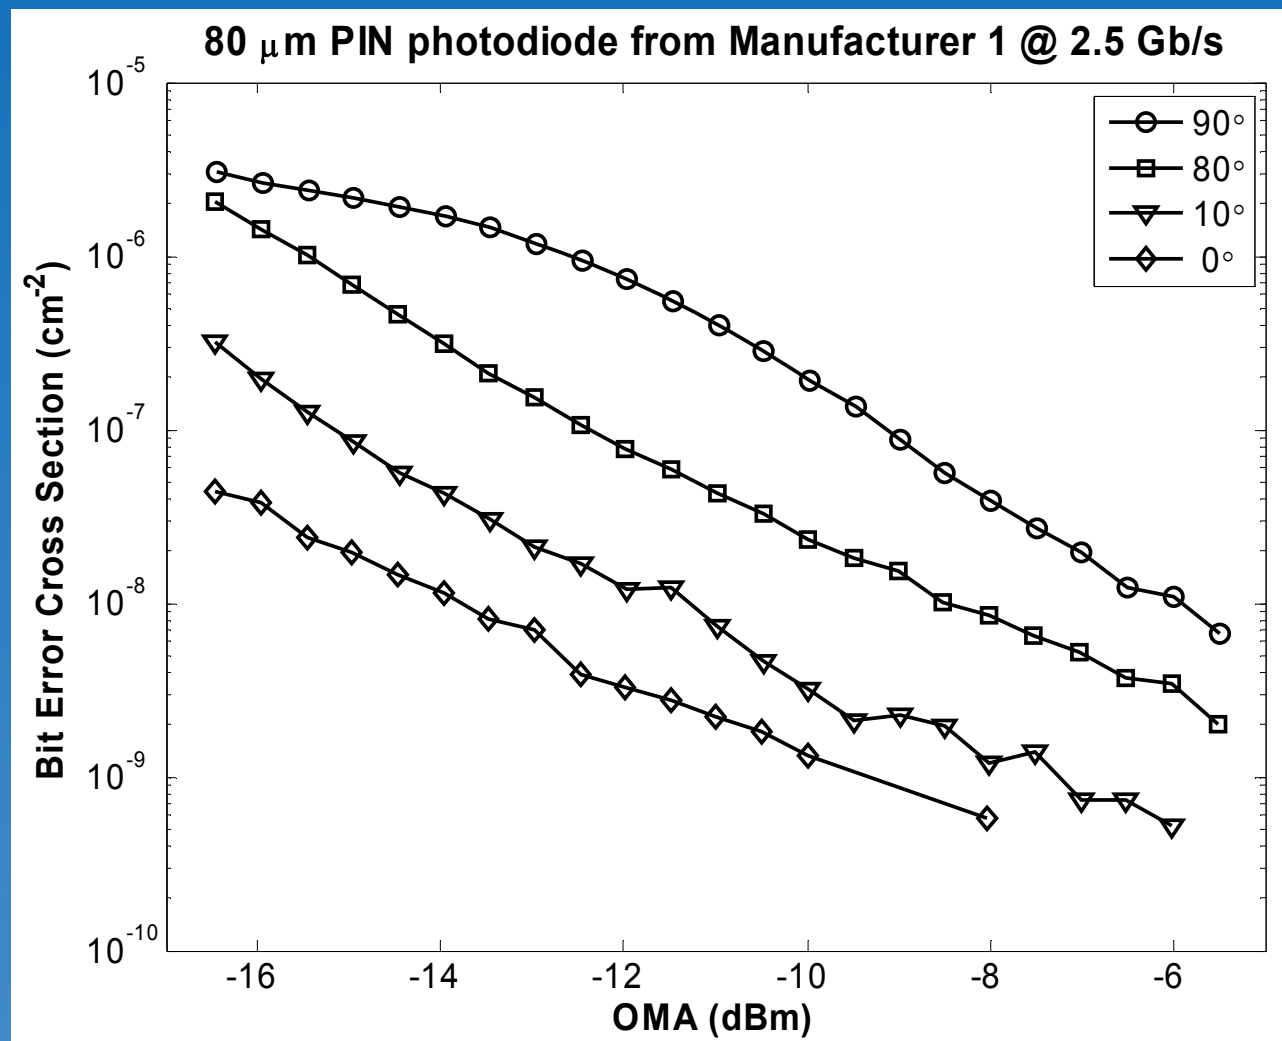 80 μm PIN photodiode from Manufacturer 1 @ 2.5 Gb/s
Bit Error Cross Section (cm⁻²)
10⁻⁵
10⁻⁶
10⁻⁷
10⁻⁸
10⁻⁹
10⁻¹⁰
90°
80°
10°
0°
-16 -14 -12 -10 -8 -6
OMA (dBm)